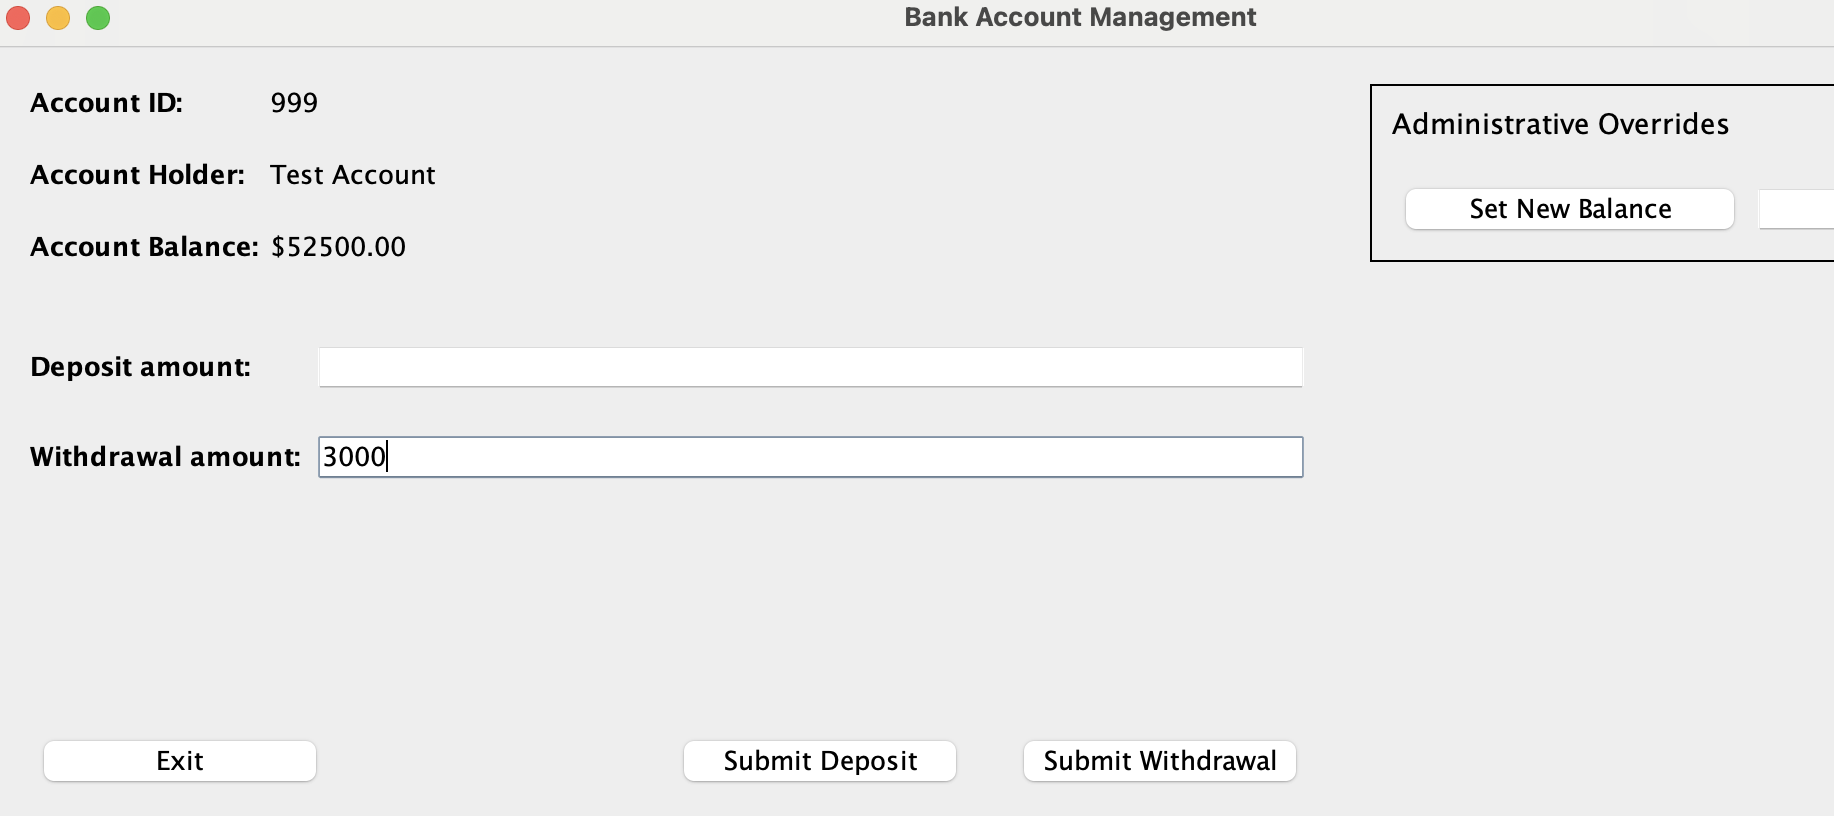 Bank Account Management
Account ID: 999
Account Holder: Test Account
Account Balance: $52500.00
Administrative Overrides
Set New Balance
Deposit amount:
Withdrawal amount: 3000
Exit
Submit Deposit
Submit Withdrawal